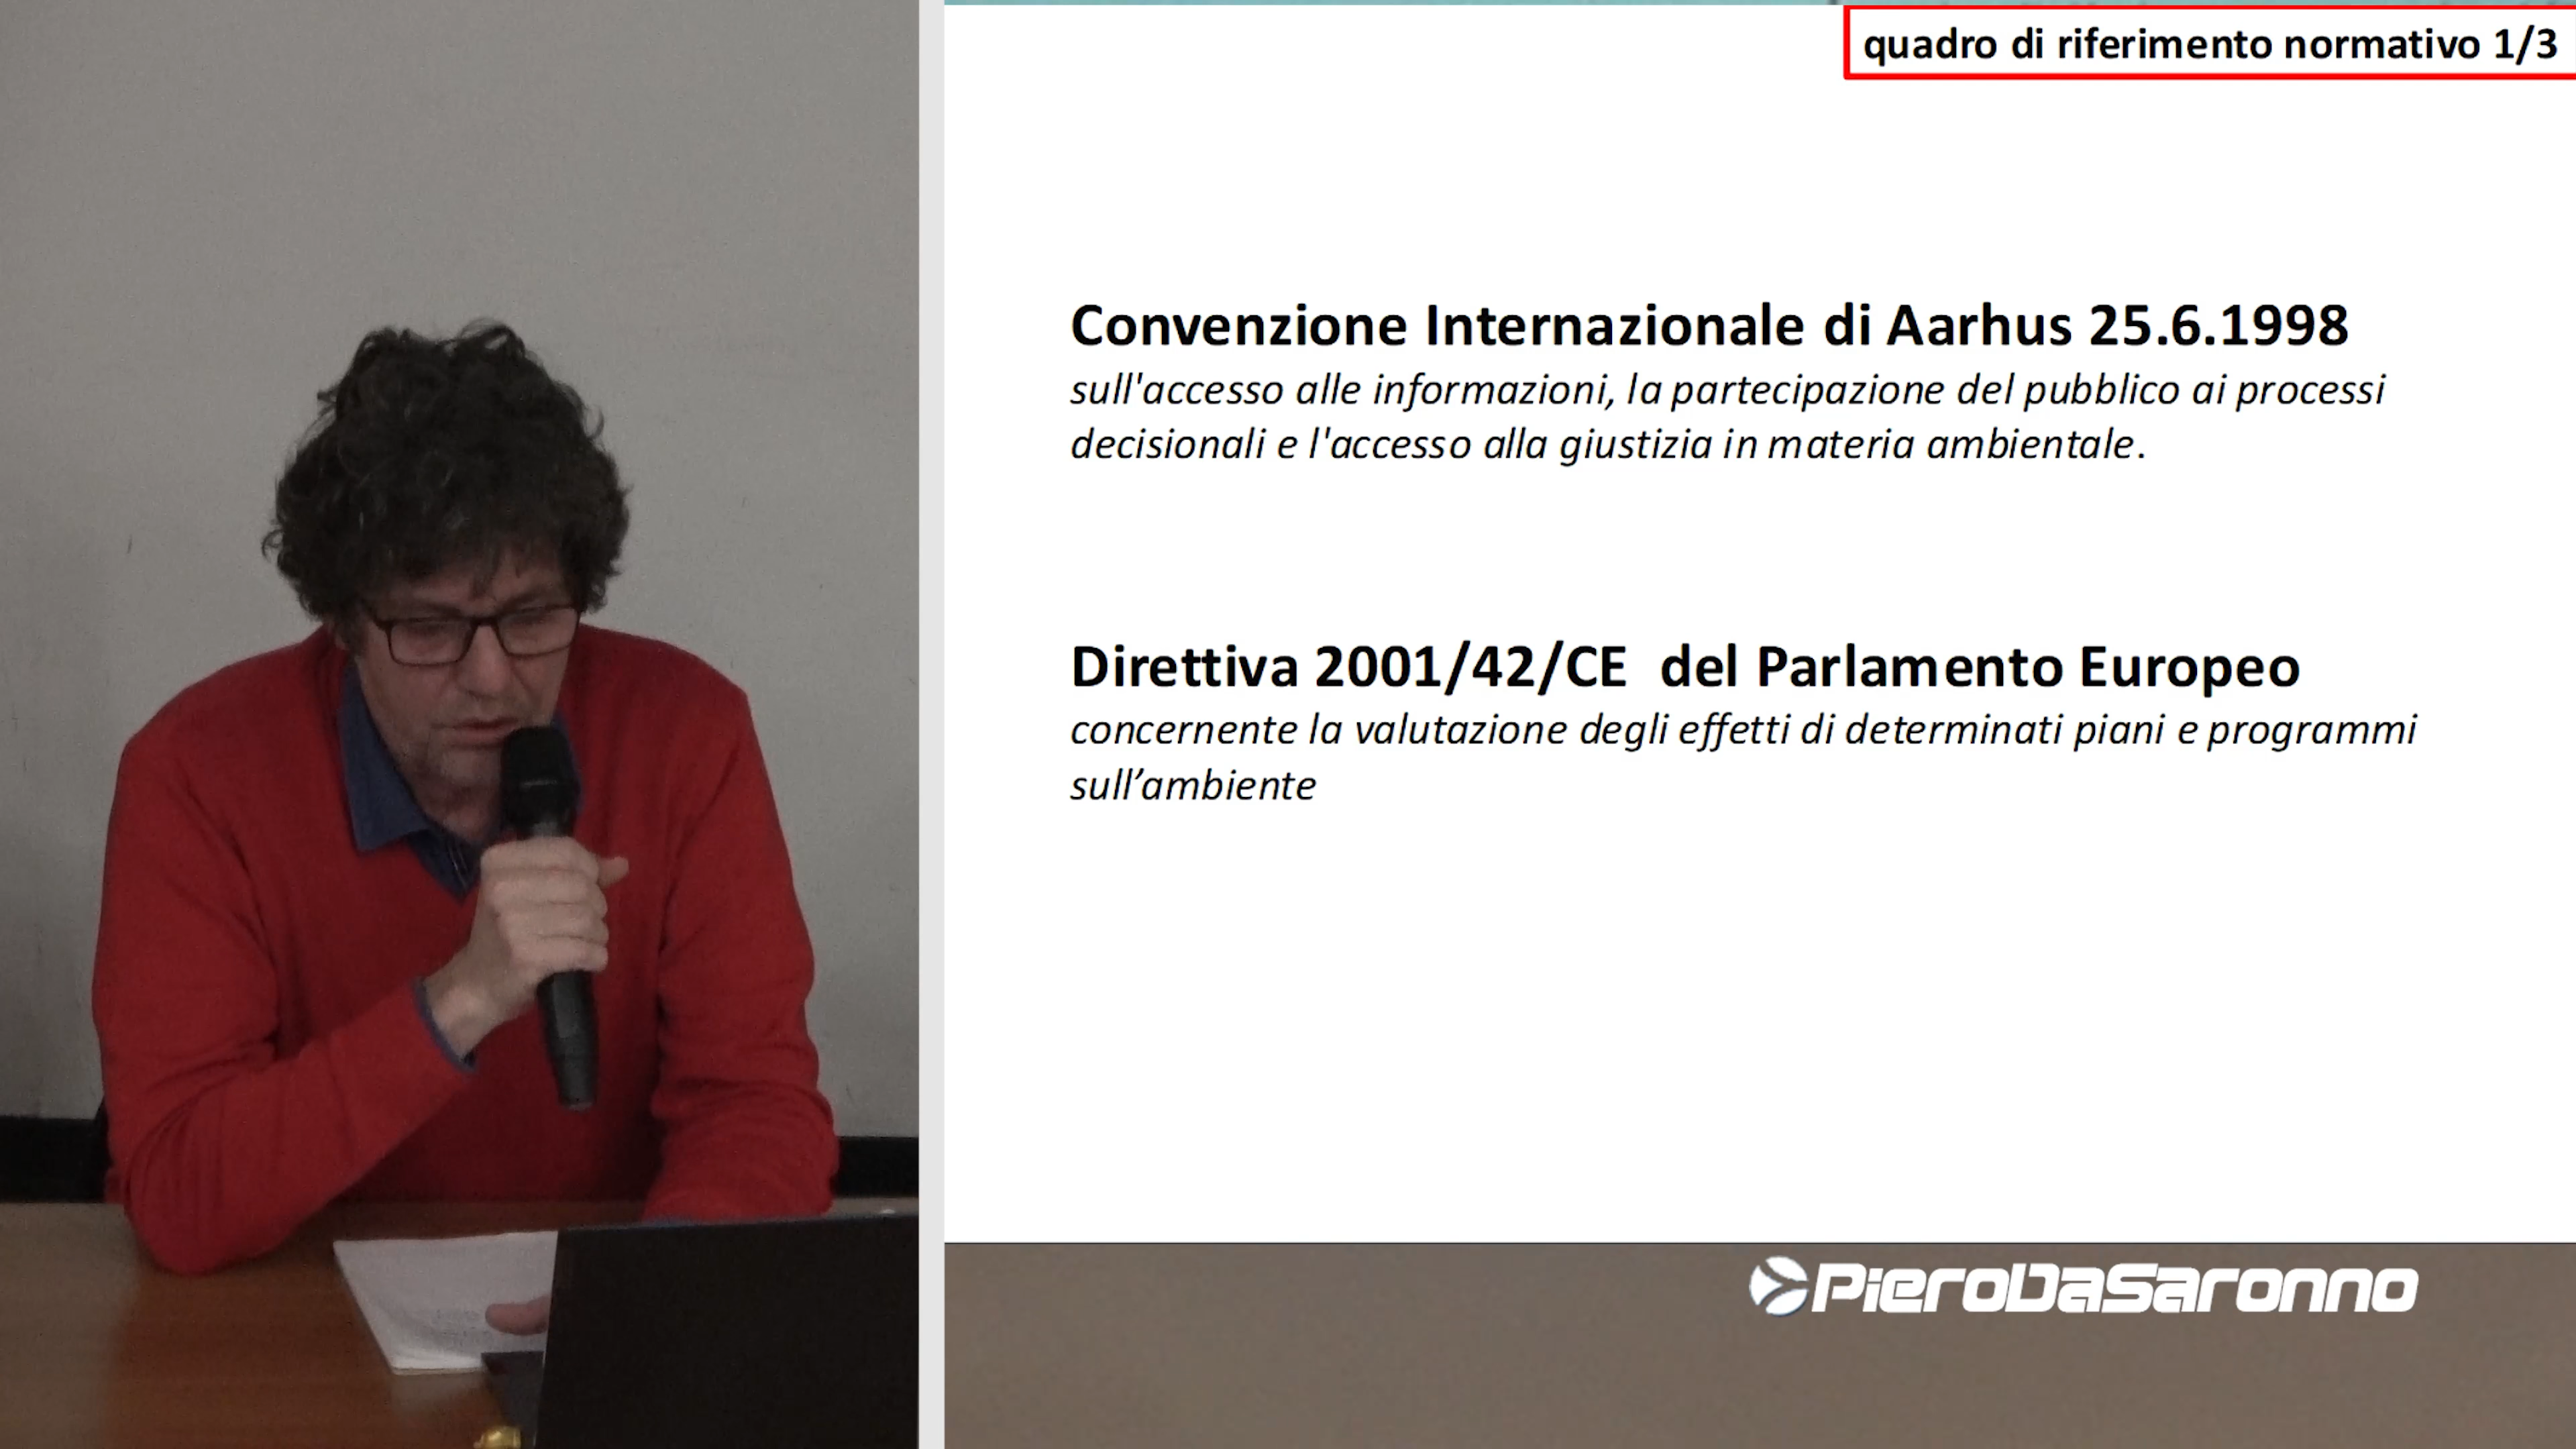 quadro di riferimento normativo 1/3
Convenzione Internazionale di Aarhus 25.6.1998
sull'accesso alle informazioni, la partecipazione del pubblico ai processi
decisionali e l'accesso alla giustizia in materia ambientale.
Direttiva 2001/42/CE  del Parlamento Europeo
concernente la valutazione degli effetti di determinati piani e programmi
sull’ambiente
PieroDaSaronno